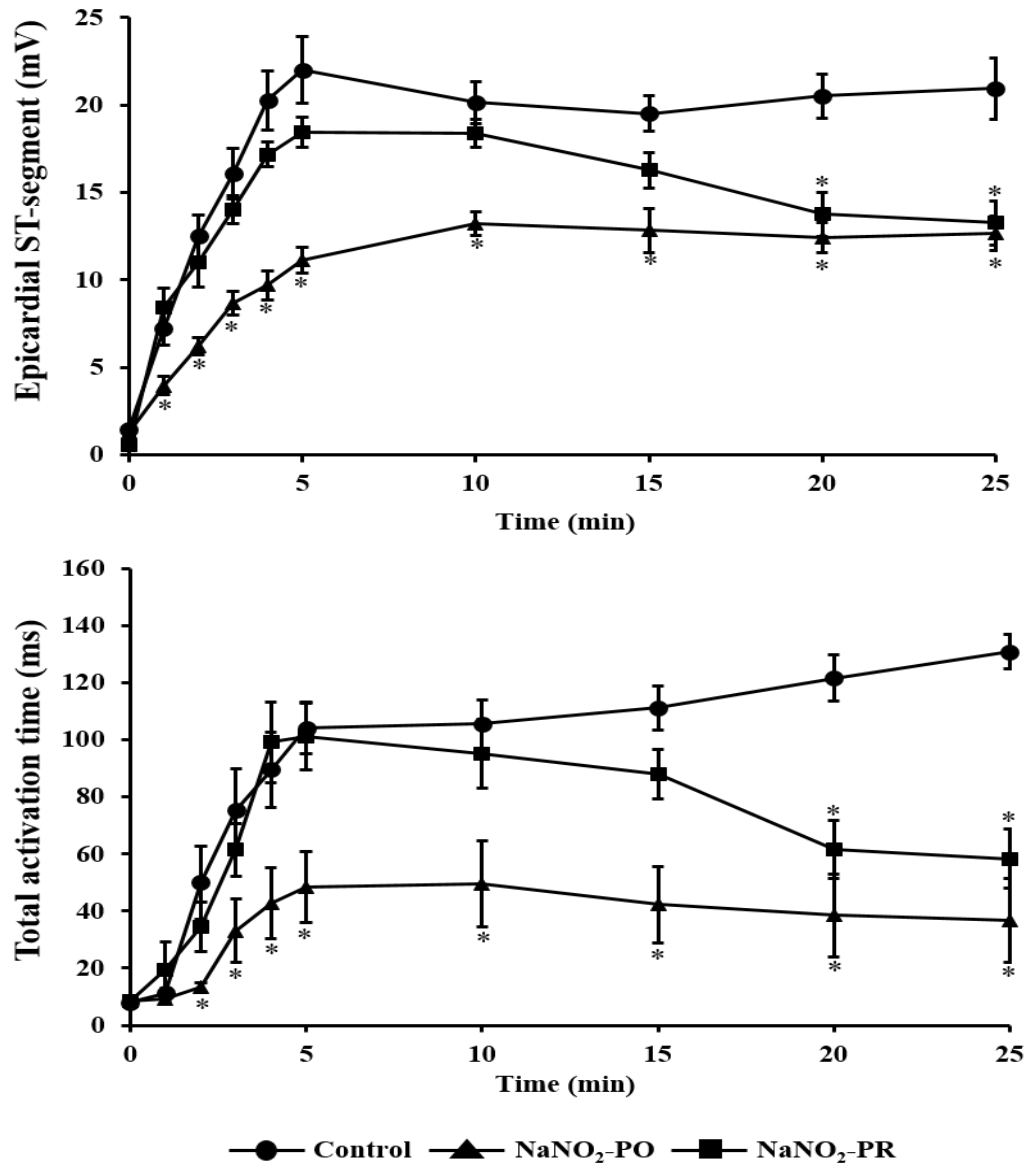 Epicardial ST-segment (mV)
25
20
15
10
5
0
* * * * * * * * * * *
0 5 10 15 20 25
Time (min)
Total activation time (ms)
160
140
120
100
80
60
40
20
0
* * * * * * * * * *
0 5 10 15 20 25
Time (min)
Control NaNO₂-PO NaNO₂-PR